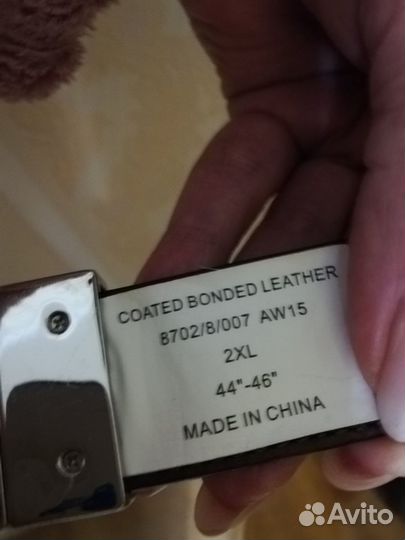 COATED BONDED LEATHER
8702/8/007 AW15
2XL
44"-46"
MADE IN CHINA
Avito